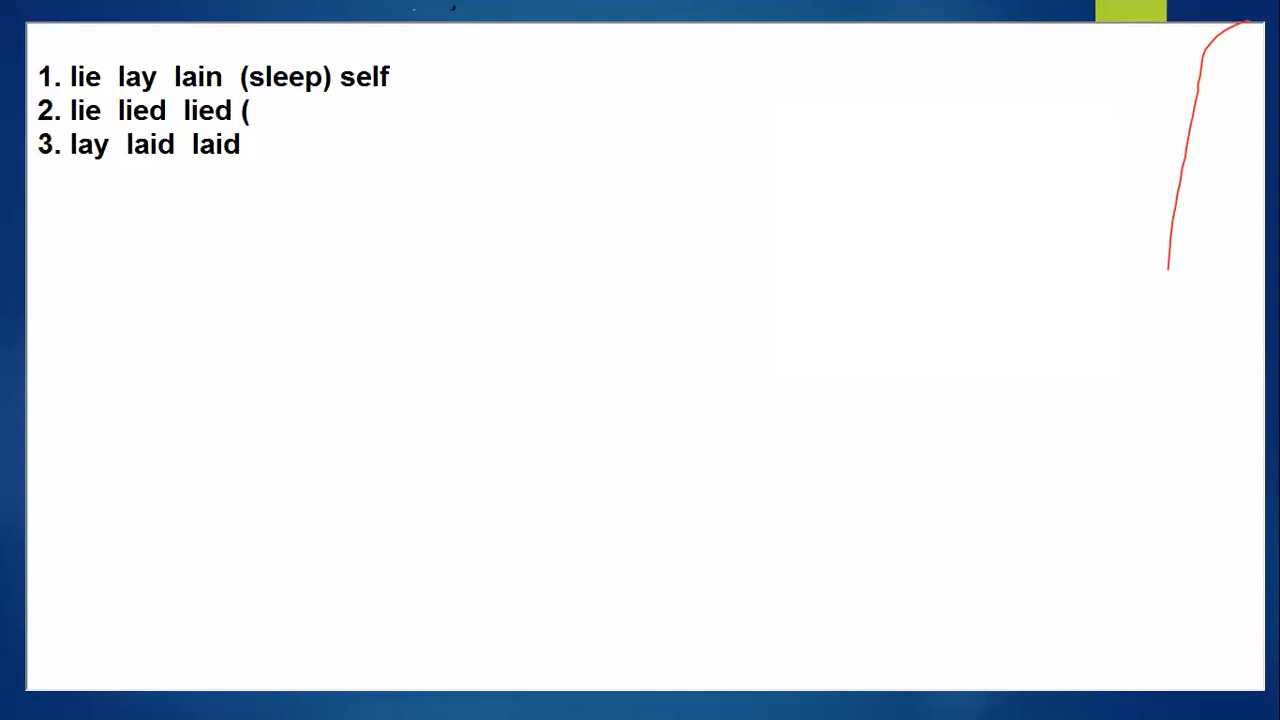 1. lie lay lain (sleep) self
2. lie lied lied (
3. lay laid laid